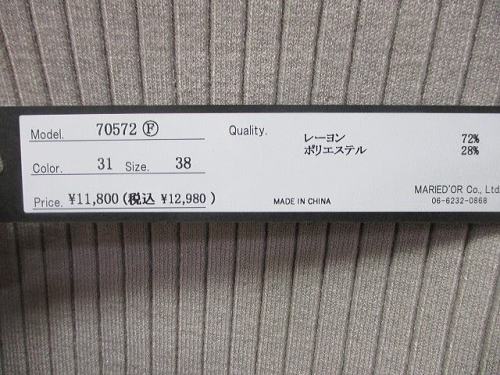 Model. 70572 Ⓕ
Quality.
レーヨン 72%
ポリエステル 28%
Color. 31 Size. 38
Price. ¥11,800 (税込 ¥12,980 )
MADE IN CHINA
MARIED'OR Co., Ltd.
06-6232-0868